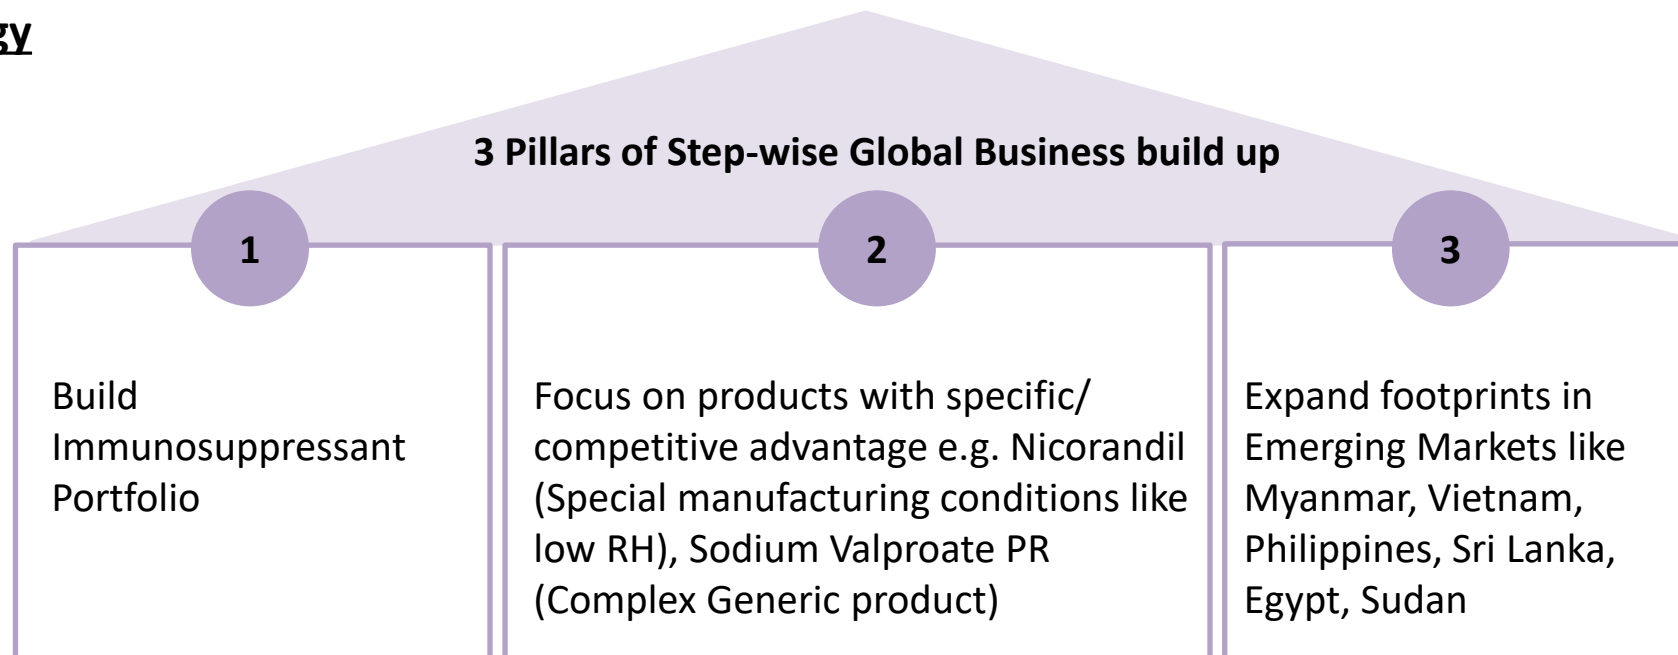 gy
3 Pillars of Step-wise Global Business build up
1
2
3
Build
Immunosuppressant
Portfolio
Focus on products with specific/
competitive advantage e.g. Nicorandil
(Special manufacturing conditions like
low RH), Sodium Valproate PR
(Complex Generic product)
Expand footprints in
Emerging Markets like
Myanmar, Vietnam,
Philippines, Sri Lanka,
Egypt, Sudan